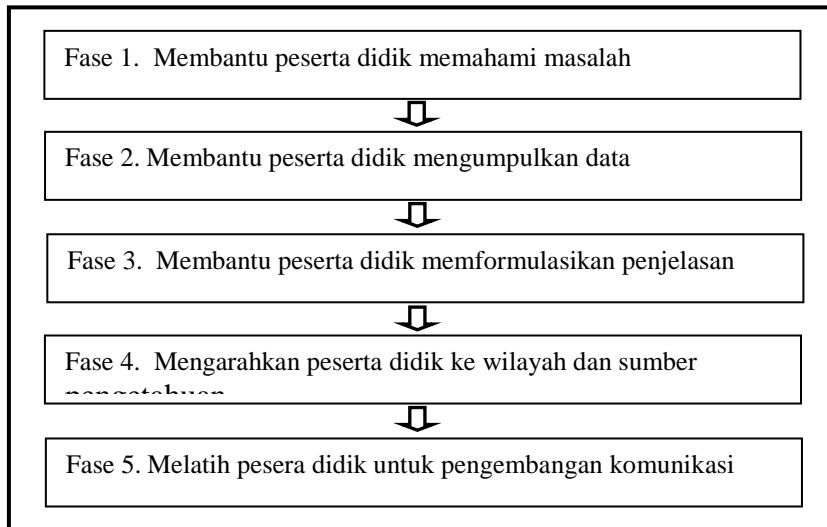 Fase 1. Membantu peserta didik memahami masalah
Fase 2. Membantu peserta didik mengumpulkan data
Fase 3. Membantu peserta didik memformulasikan penjelasan
Fase 4. Mengarahkan peserta didik ke wilayah dan sumber
pengetahuan
Fase 5. Melatih pesera didik untuk pengembangan komunikasi